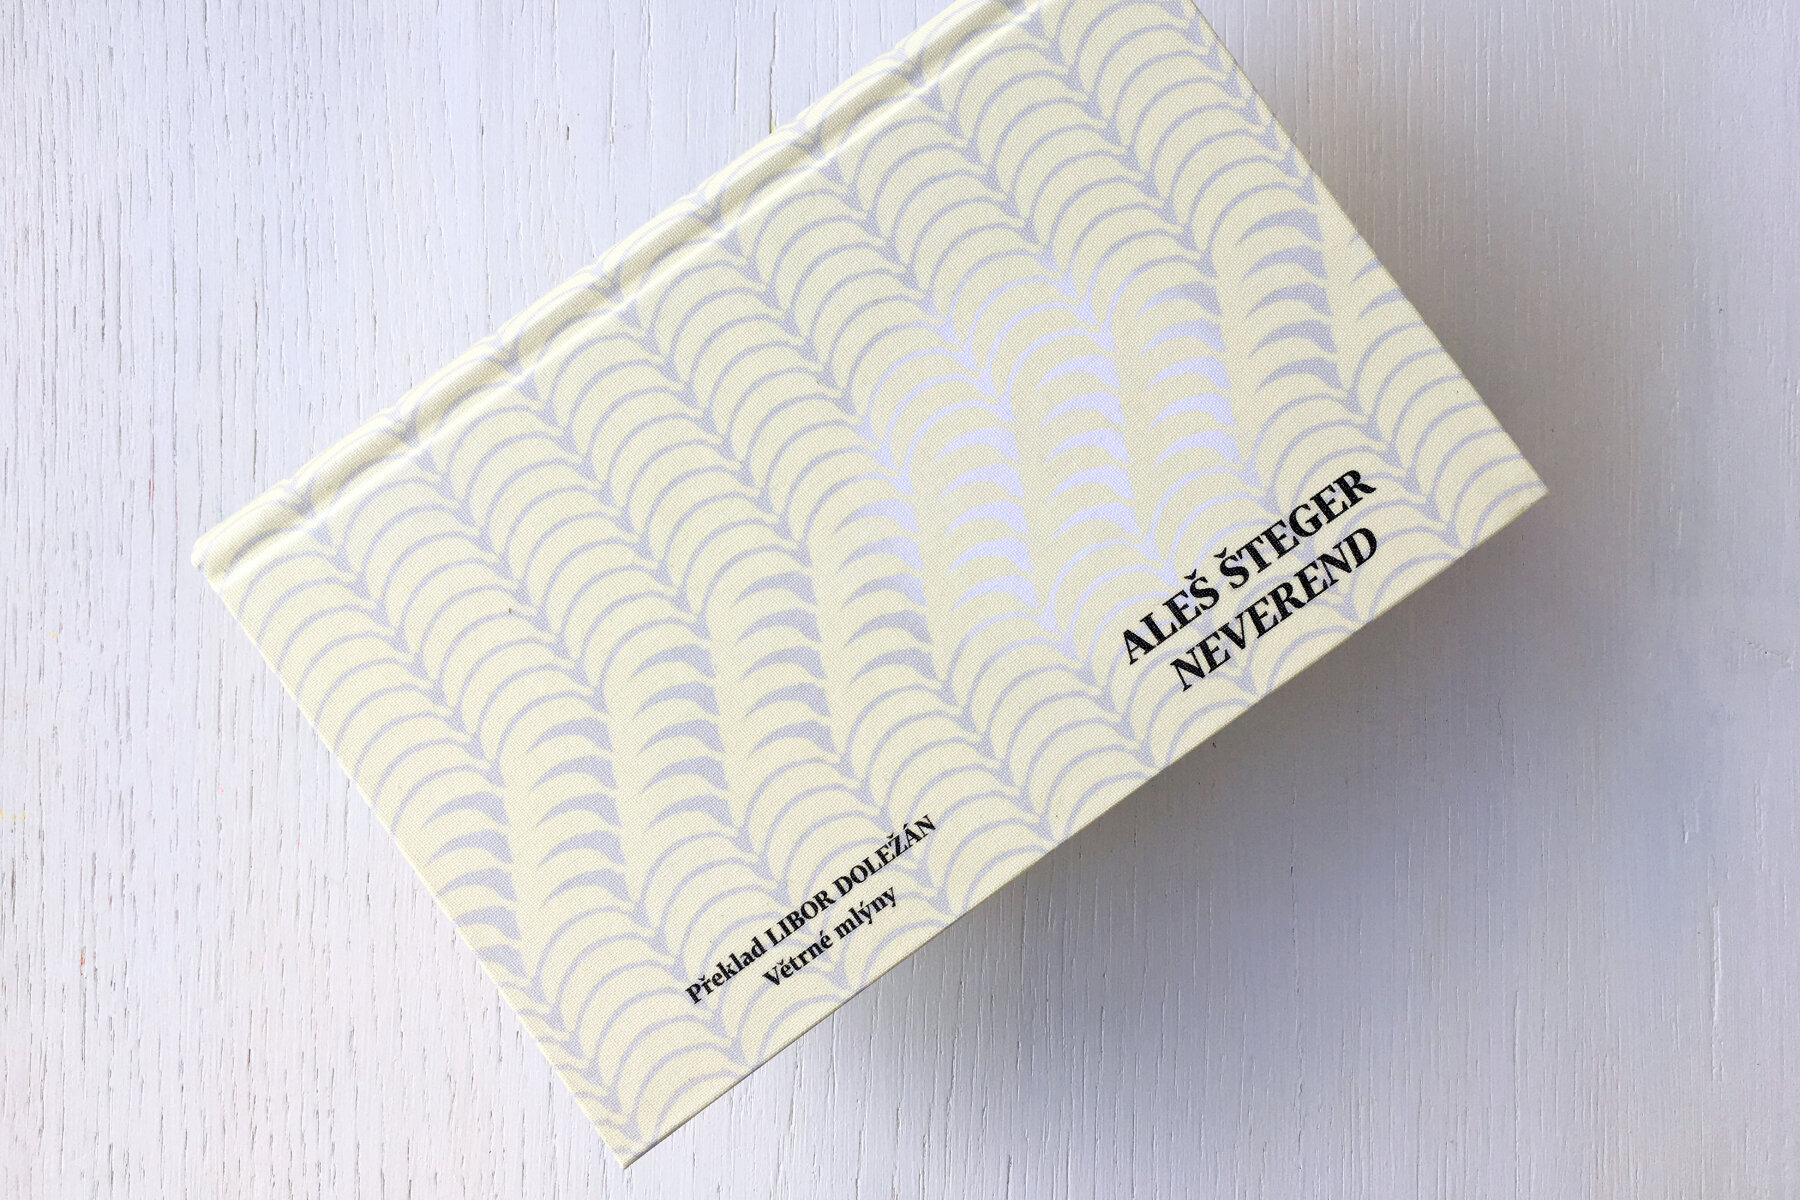 ALEŠ ŠTEGER
NEVEREND
Překlad LIBOR DOLEŽÁN
Větrné mlýny